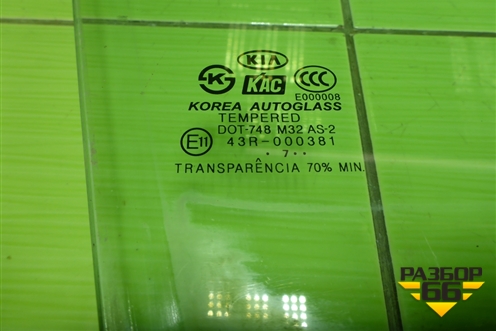 KIA
KAC
CCC
E000008
KOREA AUTOGLASS
TEMPERED
DOT-748 M32 AS-2
E11 43R-000381
• 7 • •
TRANSPARÊNCIA 70% MIN.
РАЗБОР
66